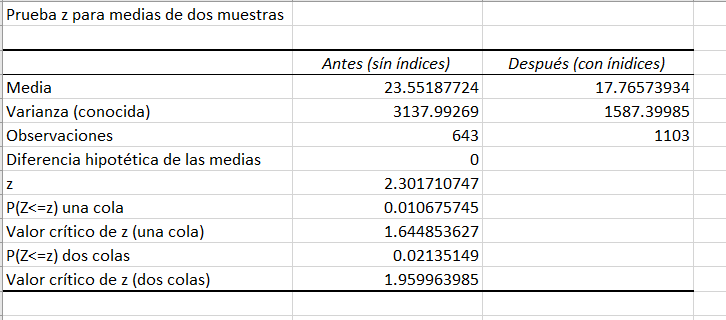 Prueba z para medias de dos muestras
Antes (sín índices) Después (con ínidices)
Media 23.55187724 17.76573934
Varianza (conocida) 3137.99269 1587.39985
Observaciones 643 1103
Diferencia hipotética de las medias 0
z 2.301710747
P(Z<=z) una cola 0.010675745
Valor crítico de z (una cola) 1.644853627
P(Z<=z) dos colas 0.02135149
Valor crítico de z (dos colas) 1.959963985